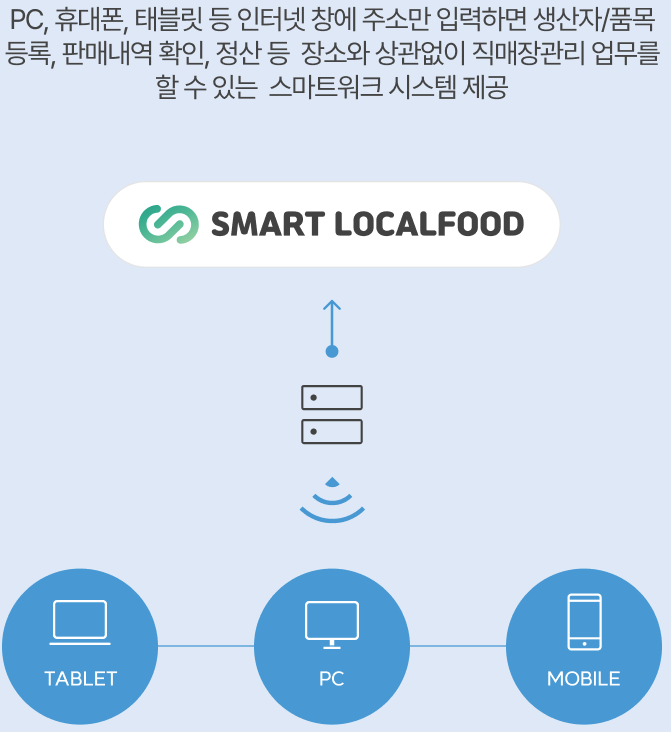 PC, 휴대폰, 태블릿 등 인터넷 창에 주소만 입력하면 생산자/품목
등록, 판매내역 확인, 정산 등 장소와 상관없이 직매장관리 업무를
할 수 있는 스마트워크 시스템 제공
SMART LOCALFOOD
TABLET
PC
MOBILE